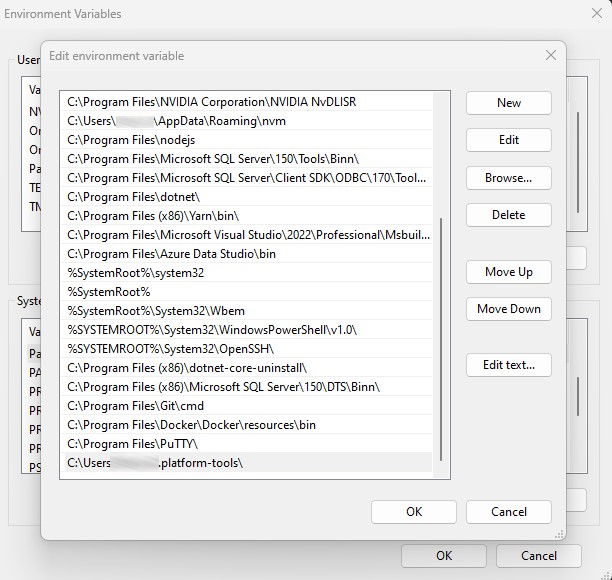 Environment Variables
Edit environment variable
User
Va
NV
On
On
Pa
TE
TM
C:\Program Files\NVIDIA Corporation\NVIDIA NvDLISR
C:\Users\ \AppData\Roaming\nvm
C:\Program Files\nodejs
C:\Program Files\Microsoft SQL Server\150\Tools\Binn\
C:\Program Files\Microsoft SQL Server\Client SDK\ODBC\170\Tool...
C:\Program Files\dotnet\
C:\Program Files (x86)\Yarn\bin\
C:\Program Files\Microsoft Visual Studio\2022\Professional\Msbuil...
C:\Program Files\Azure Data Studio\bin
%SystemRoot%\system32
%SystemRoot%
%SystemRoot%\System32\Wbem
%SYSTEMROOT%\System32\WindowsPowerShell\v1.0\
%SYSTEMROOT%\System32\OpenSSH\
C:\Program Files (x86)\dotnet-core-uninstall\
C:\Program Files (x86)\Microsoft SQL Server\150\DTS\Binn\
C:\Program Files\Git\cmd
C:\Program Files\Docker\Docker\resources\bin
C:\Program Files\PuTTY\
C:\Users .platform-tools\
New
Edit
Browse...
Delete
Move Up
Move Down
Edit text...
Syste
Va
Pa
PA
PR
PR
PR
PS
OK
Cancel
OK
Cancel